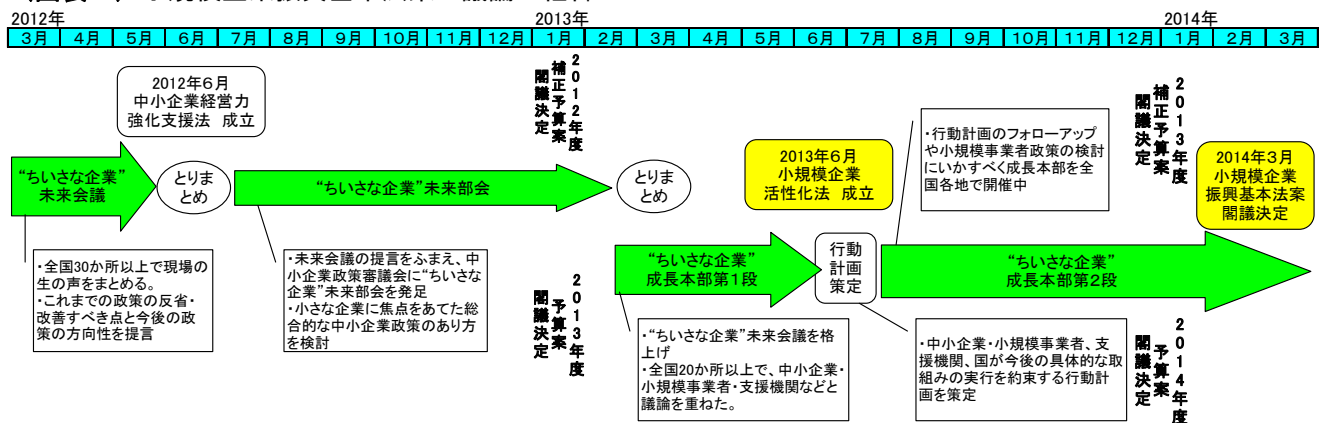 2012年
2013年
2014年
3月 4月 5月 6月 7月 8月 9月 10月 11月 12月 1月 2月 3月 4月 5月 6月 7月 8月 9月 10月 11月 12月 1月 2月 3月
2012年6月
中小企業経営力
強化支援法 成立
2012年度
補正予算案
閣議決定
2013年6月
小規模企業
活性化法 成立
・行動計画のフォローアップ
や小規模事業者政策の検討
にいかすべく成長本部を全
国各地で開催中
2013年度
補正予算案
閣議決定
2014年3月
小規模企業
振興基本法案
閣議決定
“ちいさな企業”
未来会議
とりま
とめ
“ちいさな企業”未来部会
とりま
とめ
“ちいさな企業”
成長本部第1段
行動
計画
策定
“ちいさな企業”
成長本部第2段
・全国30か所以上で現場の
生の声をまとめる。
・これまでの政策の反省・
改善すべき点と今後の政
策の方向性を提言
・未来会議の提言をふまえ、中
小企業政策審議会に“ちいさな
企業”未来部会を発足
・小さな企業に焦点をあてた総
合的な中小企業政策のあり方
を検討
2013年度
予算案
閣議決定
・“ちいさな企業”未来会議を格
上げ
・全国20か所以上で、中小企業・
小規模事業者・支援機関などと
議論を重ねた。
・中小企業・小規模事業者、支
援機関、国が今後の具体的な取
組みの実行を約束する行動計
画を策定
2014年度
予算案
閣議決定